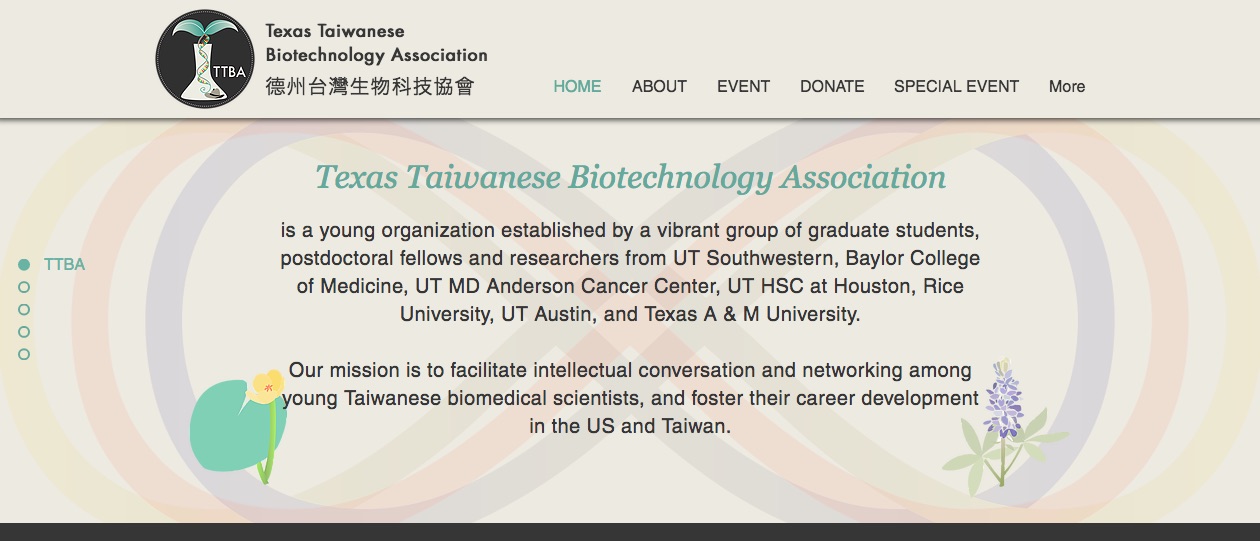 TTBA
Texas Taiwanese
Biotechnology Association
德州台灣生物科技協會
HOME ABOUT EVENT DONATE SPECIAL EVENT More
Texas Taiwanese Biotechnology Association
is a young organization established by a vibrant group of graduate students,
postdoctoral fellows and researchers from UT Southwestern, Baylor College
of Medicine, UT MD Anderson Cancer Center, UT HSC at Houston, Rice
University, UT Austin, and Texas A & M University.
TTBA
Our mission is to facilitate intellectual conversation and networking among
young Taiwanese biomedical scientists, and foster their career development
in the US and Taiwan.